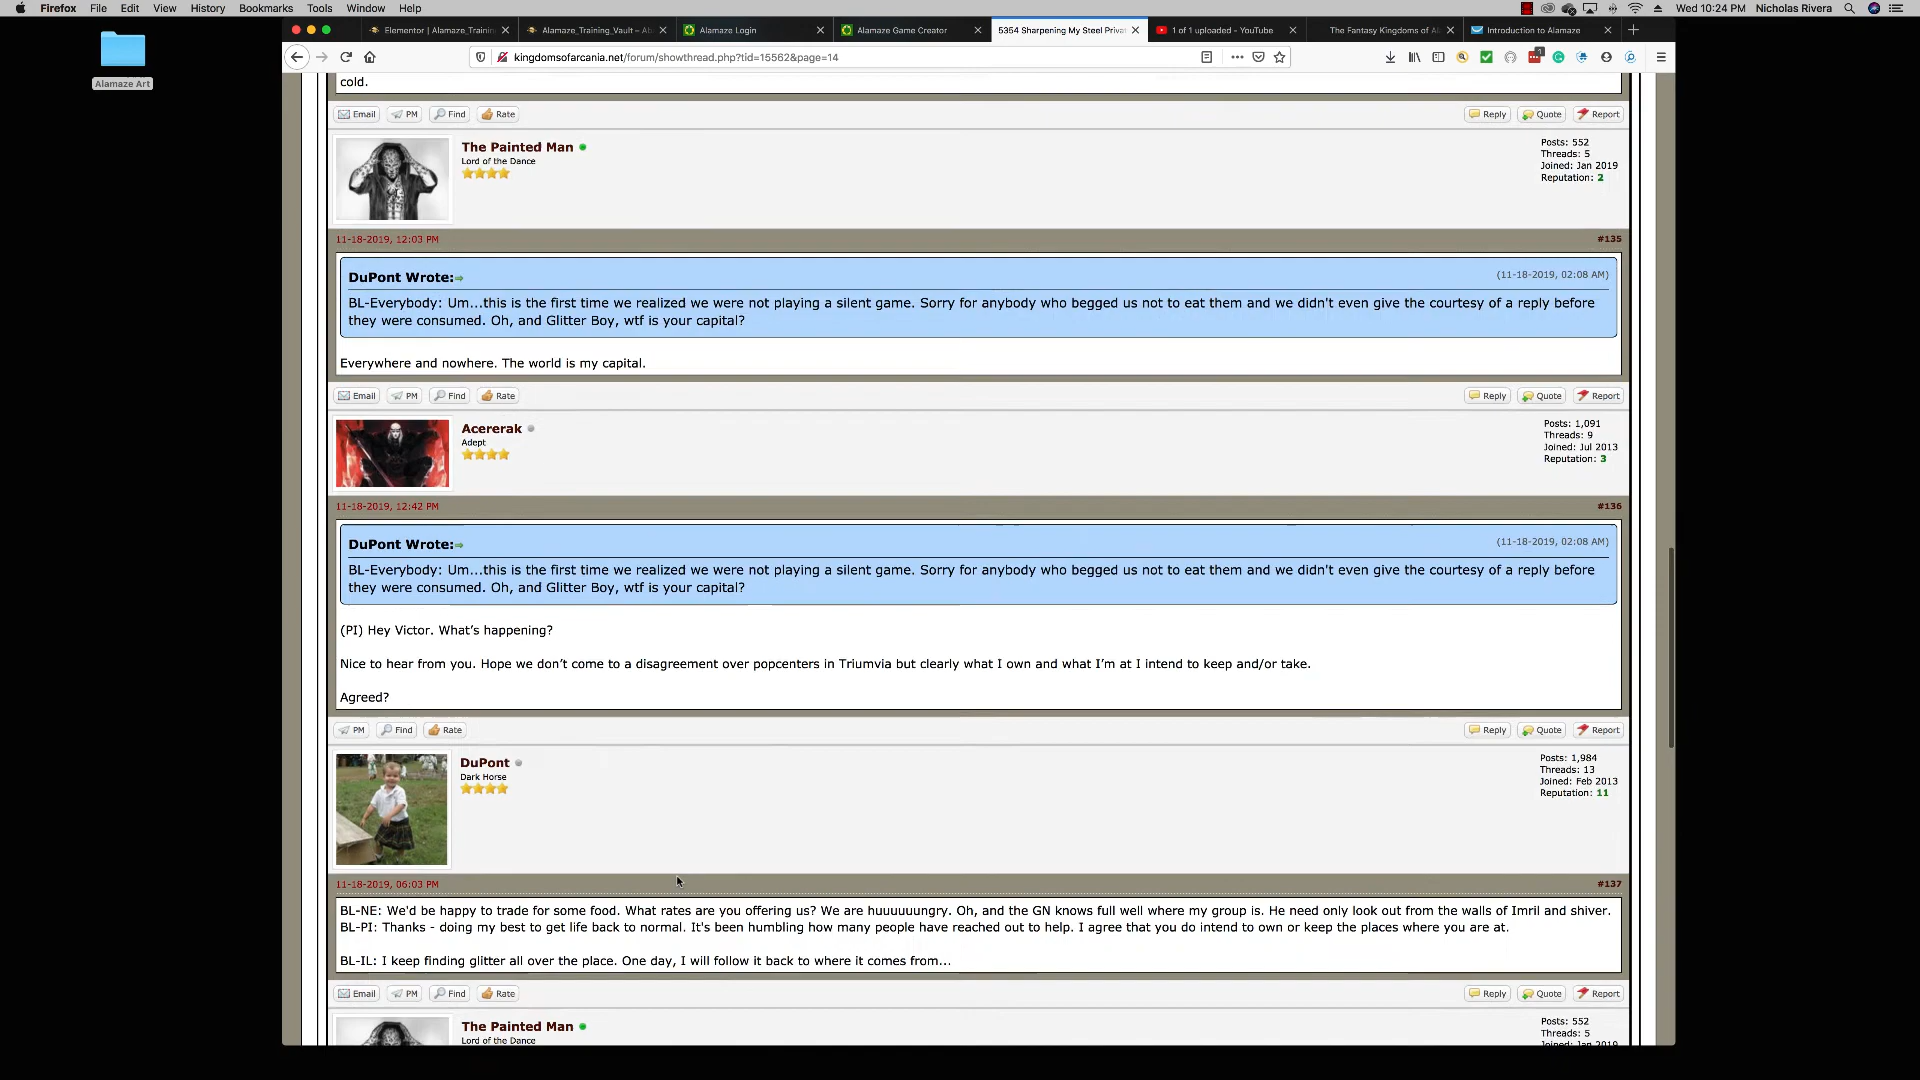 Firefox File Edit View History Bookmarks Tools Window Help Wed 10:24 PM Nicholas Rivera
Elementor | Alamaze_Trainin Alamaze_Training_Vault – Al Alamaze Login Alamaze Game Creator 5354 Sharpening My Steel Priva 1 of 1 uploaded - YouTube The Fantasy Kingdoms of A Introduction to Alamaze
kingdomsofarcania.net/forum/showthread.php?tid=15562&page=14
Alamaze Art
cold.
Email PM Find Rate Reply Quote Report
The Painted Man
Lord of the Dance
Posts: 552
Threads: 5
Joined: Jan 2019
Reputation: 2
11-18-2019, 12:03 PM #135
DuPont Wrote: (11-18-2019, 02:08 AM)
BL-Everybody: Um...this is the first time we realized we were not playing a silent game. Sorry for anybody who begged us not to eat them and we didn't even give the courtesy of a reply before
they were consumed. Oh, and Glitter Boy, wtf is your capital?
Everywhere and nowhere. The world is my capital.
Email PM Find Rate Reply Quote Report
Acererak
Adept
Posts: 1,091
Threads: 9
Joined: Jul 2013
Reputation: 3
11-18-2019, 12:42 PM #136
DuPont Wrote: (11-18-2019, 02:08 AM)
BL-Everybody: Um...this is the first time we realized we were not playing a silent game. Sorry for anybody who begged us not to eat them and we didn't even give the courtesy of a reply before
they were consumed. Oh, and Glitter Boy, wtf is your capital?
(PI) Hey Victor. What's happening?
Nice to hear from you. Hope we don't come to a disagreement over popcenters in Triumvia but clearly what I own and what I'm at I intend to keep and/or take.
Agreed?
PM Find Rate Reply Quote Report
DuPont
Dark Horse
Posts: 1,984
Threads: 13
Joined: Feb 2013
Reputation: 11
11-18-2019, 06:03 PM #137
BL-NE: We'd be happy to trade for some food. What rates are you offering us? We are huuuuuungry. Oh, and the GN knows full well where my group is. He need only look out from the walls of Imril and shiver.
BL-PI: Thanks - doing my best to get life back to normal. It's been humbling how many people have reached out to help. I agree that you do intend to own or keep the places where you are at.
BL-IL: I keep finding glitter all over the place. One day, I will follow it back to where it comes from...
Email PM Find Rate Reply Quote Report
The Painted Man
Lord of the Dance
Posts: 552
Threads: 5
Joined: Jan 2019